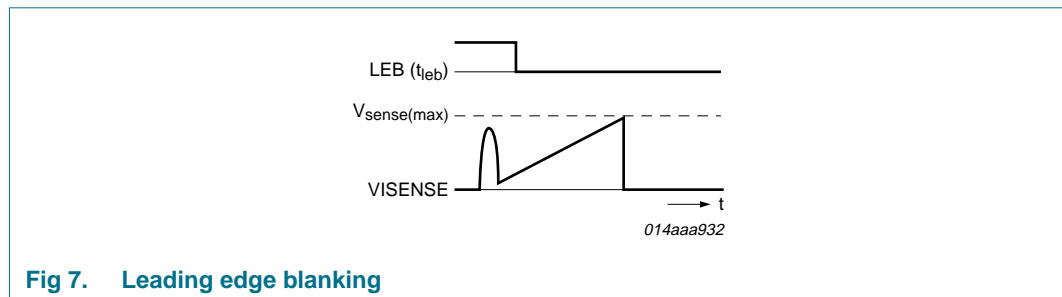 LEB (tleb)
Vsense(max)
VISENSE
t
014aaa932
Fig 7. Leading edge blanking